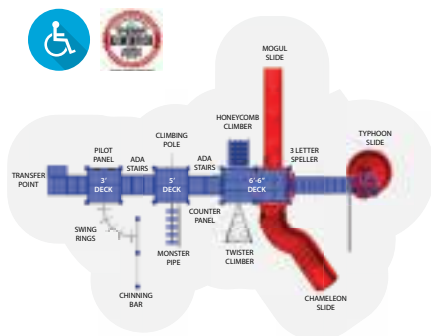 MOGUL
SLIDE
HONEYCOMB
CLIMBER
CLIMBING
POLE
TYPHOON
SLIDE
PILOT
PANEL
ADA
STAIRS
ADA
STAIRS
3 LETTER
SPELLER
TRANSFER
POINT
3'
DECK
5'
DECK
6'-6"
DECK
COUNTER
PANEL
SWING
RINGS
MONSTER
PIPE
TWISTER
CLIMBER
CHINNING
BAR
CHAMELEON
SLIDE